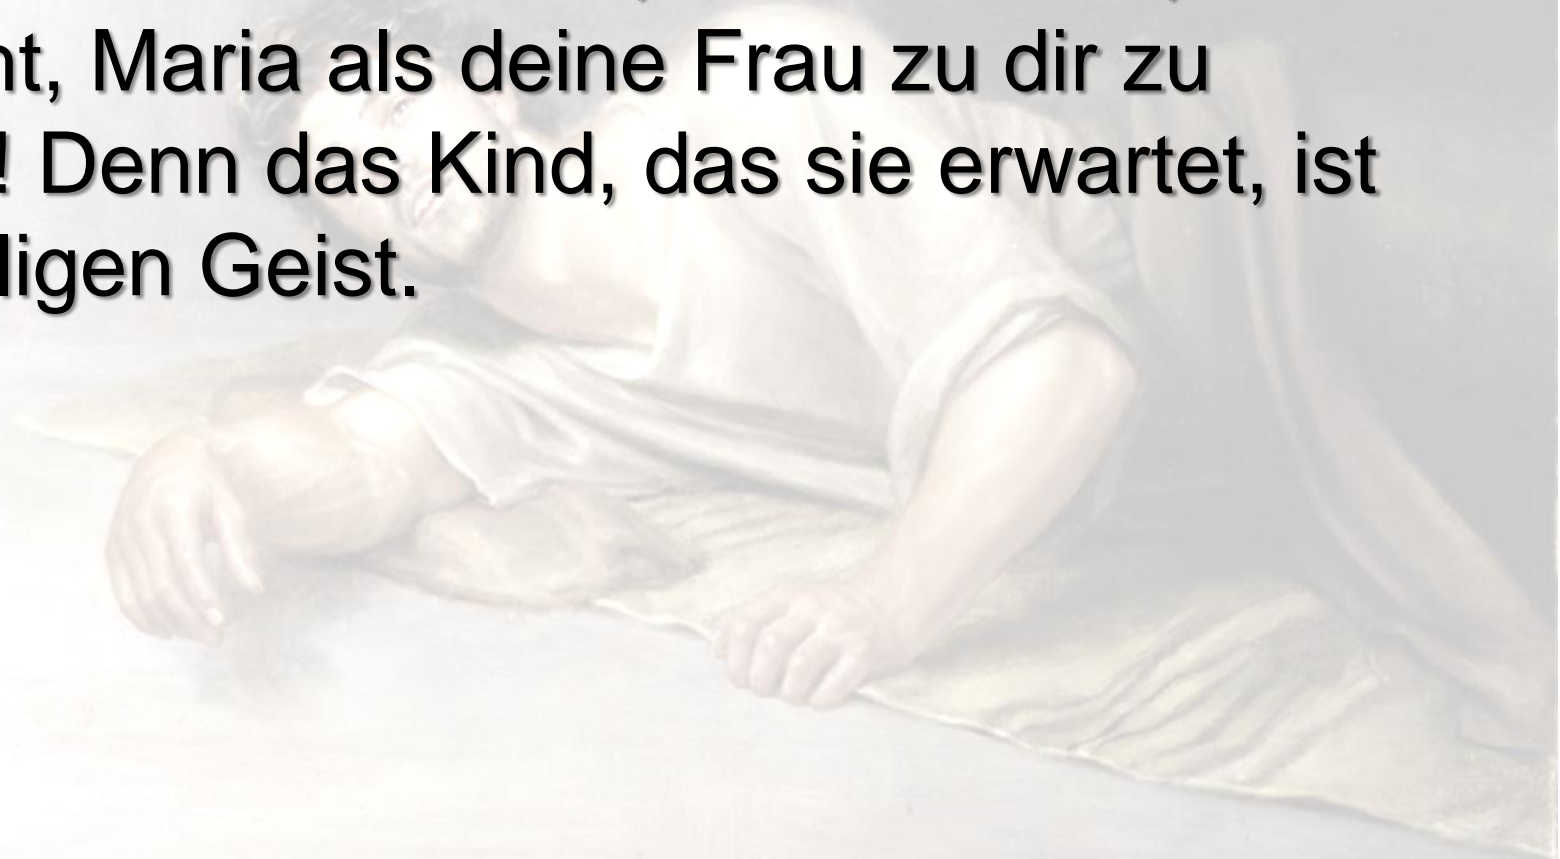 nt, Maria als deine Frau zu dir zu
! Denn das Kind, das sie erwartet, ist
ligen Geist.